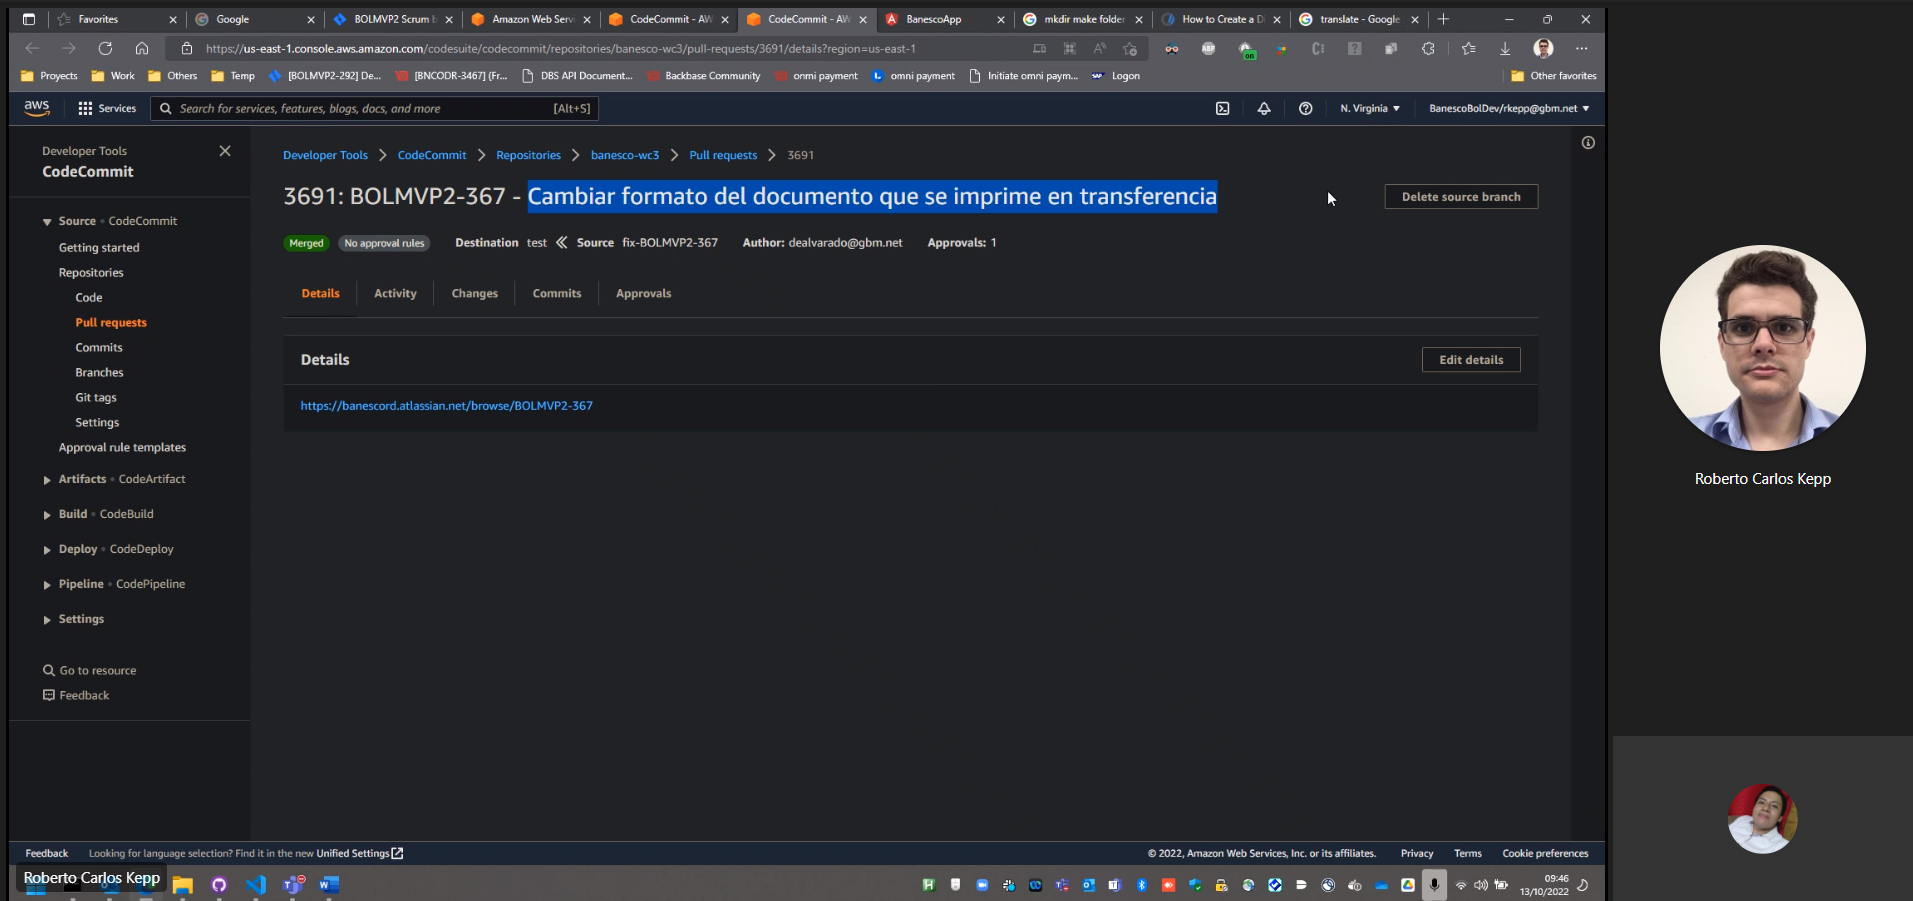 Favorites
Google
BOLMVP2 Scrum b
Amazon Web Servi
CodeCommit - AW
CodeCommit - AW
BanescoApp
mkdir make folder
How to Create a Di
translate - Google
https://us-east-1.console.aws.amazon.com/codesuite/codecommit/repositories/banesco-wc3/pull-requests/3691/details?region=us-east-1
on
Projects
Work
Others
Temp
[BOLMVP2-292] De...
[BNCODR-3467] (Fr...
DBS API Document...
Backbase Community
onmi payment
omni payment
Initiate omni paym...
Logon
Other favorites
aws
Services
Search for services, features, blogs, docs, and more
[Alt+S]
N. Virginia
BanescoBolDev/rkepp@gbm.net
Developer Tools
CodeCommit
Source • CodeCommit
Getting started
Repositories
Code
Pull requests
Commits
Branches
Git tags
Settings
Approval rule templates
Artifacts • CodeArtifact
Build • CodeBuild
Deploy • CodeDeploy
Pipeline • CodePipeline
Settings
Go to resource
Feedback
Developer Tools > CodeCommit > Repositories > banesco-wc3 > Pull requests > 3691
3691: BOLMVP2-367 - Cambiar formato del documento que se imprime en transferencia
Delete source branch
Merged
No approval rules
Destination test
Source fix-BOLMVP2-367
Author: dealvarado@gbm.net
Approvals: 1
Details
Activity
Changes
Commits
Approvals
Details
Edit details
https://banescord.atlassian.net/browse/BOLMVP2-367
Roberto Carlos Kepp
Feedback
Looking for language selection? Find it in the new Unified Settings
© 2022, Amazon Web Services, Inc. or its affiliates.
Privacy
Terms
Cookie preferences
Roberto Carlos Kepp
09:46
13/10/2022